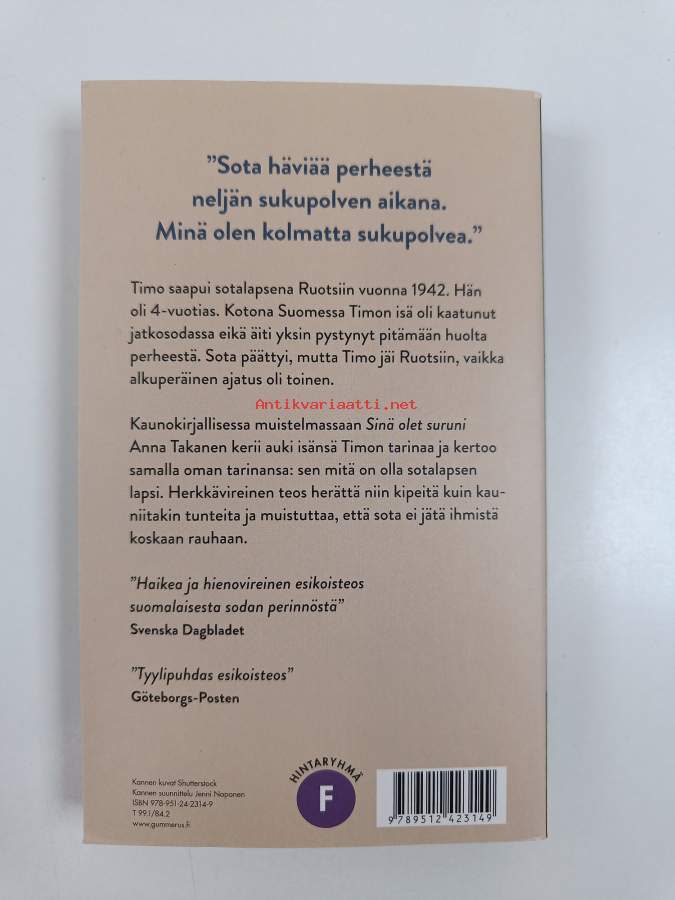 ”Sota häviää perheestä
neljän sukupolven aikana.
Minä olen kolmatta sukupolvea.”
Timo saapui sotalapsena Ruotsiin vuonna 1942. Hän
oli 4-vuotias. Kotona Suomessa Timon isä oli kaatunut
jatkosodassa eikä äiti yksin pystynyt pitämään huolta
perheestä. Sota päättyi, mutta Timo jäi Ruotsiin, vaikka
alkuperäinen ajatus oli toinen.
Antikvariaatti.net
Kaunokirjallisessa muistelmassaan Sinä olet suruni
Anna Takanen kerii auki isänsä Timon tarinaa ja kertoo
samalla oman tarinansa: sen mitä on olla sotalapsen
lapsi. Herkkävireinen teos herättä niin kipeitä kuin kau-
niitakin tunteita ja muistuttaa, että sota ei jätä ihmistä
koskaan rauhaan.
”Haikea ja hienovireinen esikoisteos
suomalaisesta sodan perinnöstä”
Svenska Dagbladet
”Tyylipuhdas esikoisteos”
Göteborgs-Posten
Kannen kuvat Shutterstock
Kannen suunnittelu Jenni Noponen
ISBN 978-951-24-2314-9
T 99.1/84.2
www.gummerus.fi
HINTARYHMÄ
F
9 789512 423149